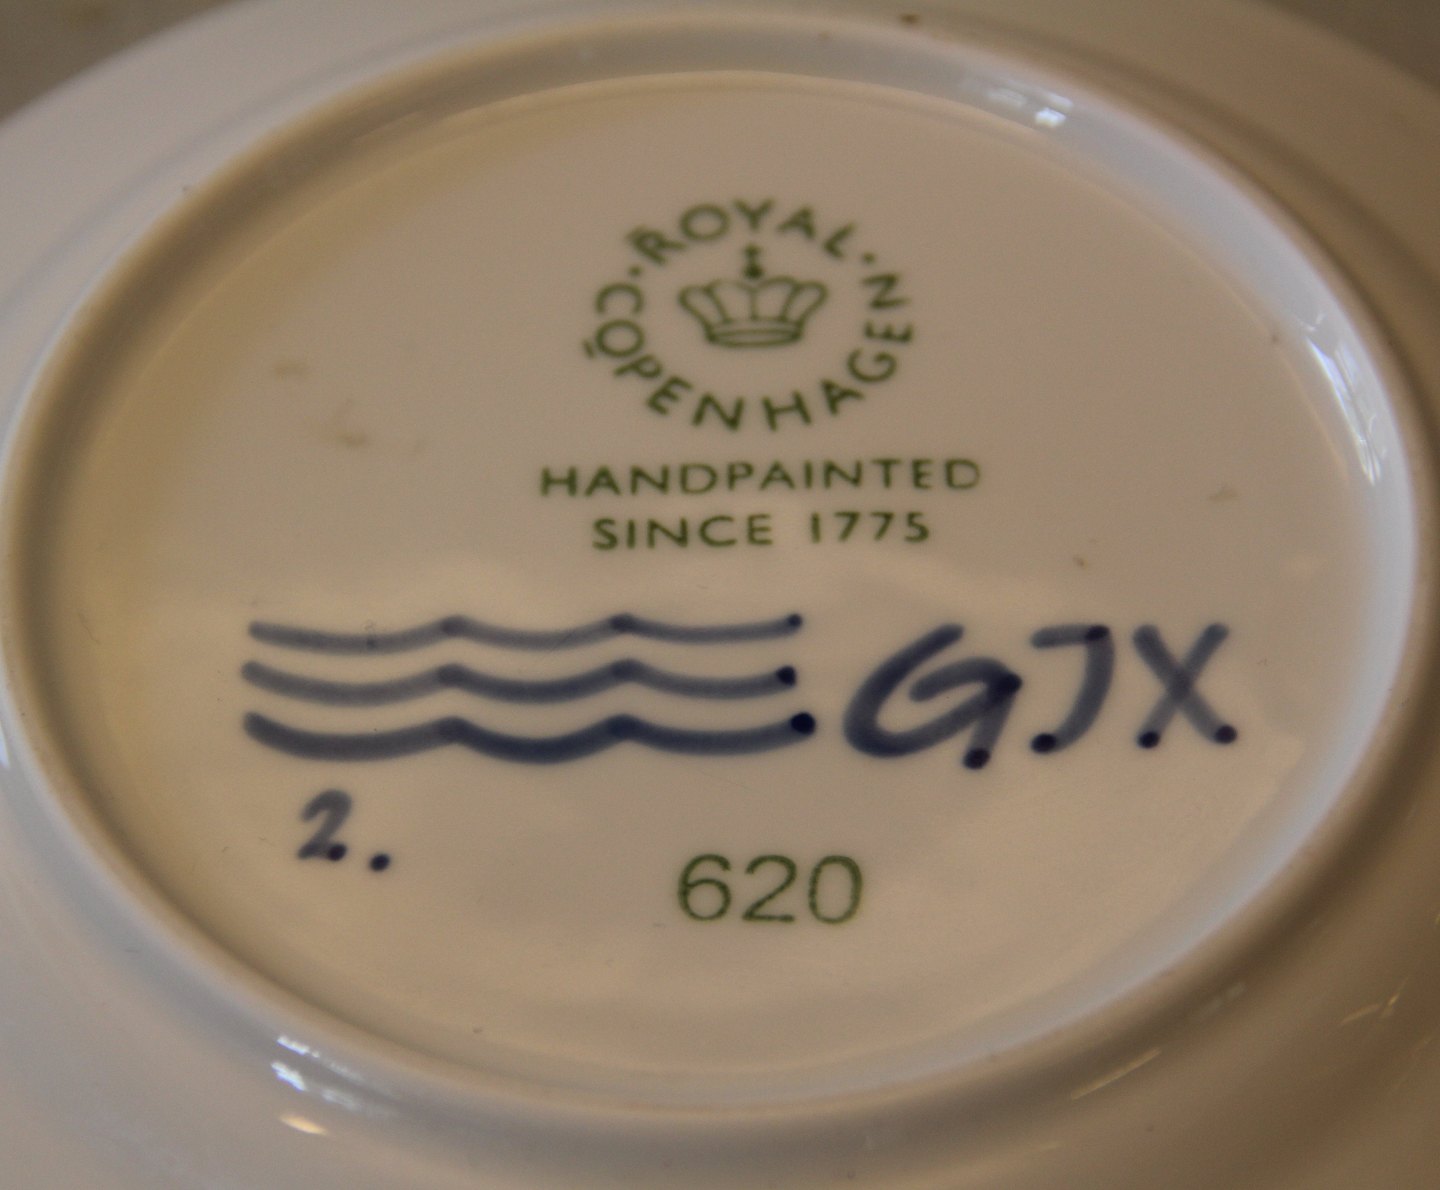 ROYAL
COPENHAGEN
HANDPAINTED
SINCE 1775
GJX
2.
620